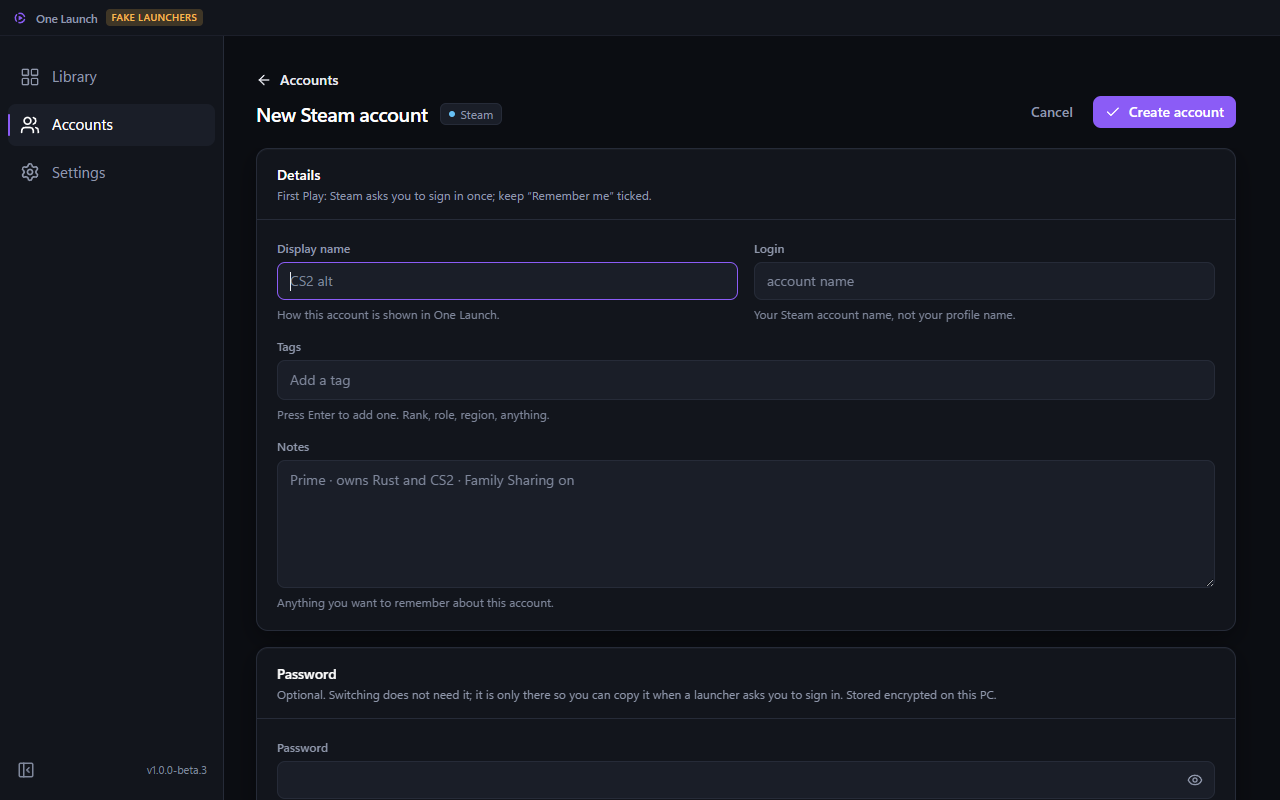 One Launch FAKE LAUNCHERS
Library
Accounts
Settings
v1.0.0-beta.3
Accounts
New Steam account
Steam
Cancel
Create account
Details
First Play: Steam asks you to sign in once; keep “Remember me” ticked.
Display name
CS2 alt
How this account is shown in One Launch.
Login
account name
Your Steam account name, not your profile name.
Tags
Add a tag
Press Enter to add one. Rank, role, region, anything.
Notes
Prime · owns Rust and CS2 · Family Sharing on
Anything you want to remember about this account.
Password
Optional. Switching does not need it; it is only there so you can copy it when a launcher asks you to sign in. Stored encrypted on this PC.
Password